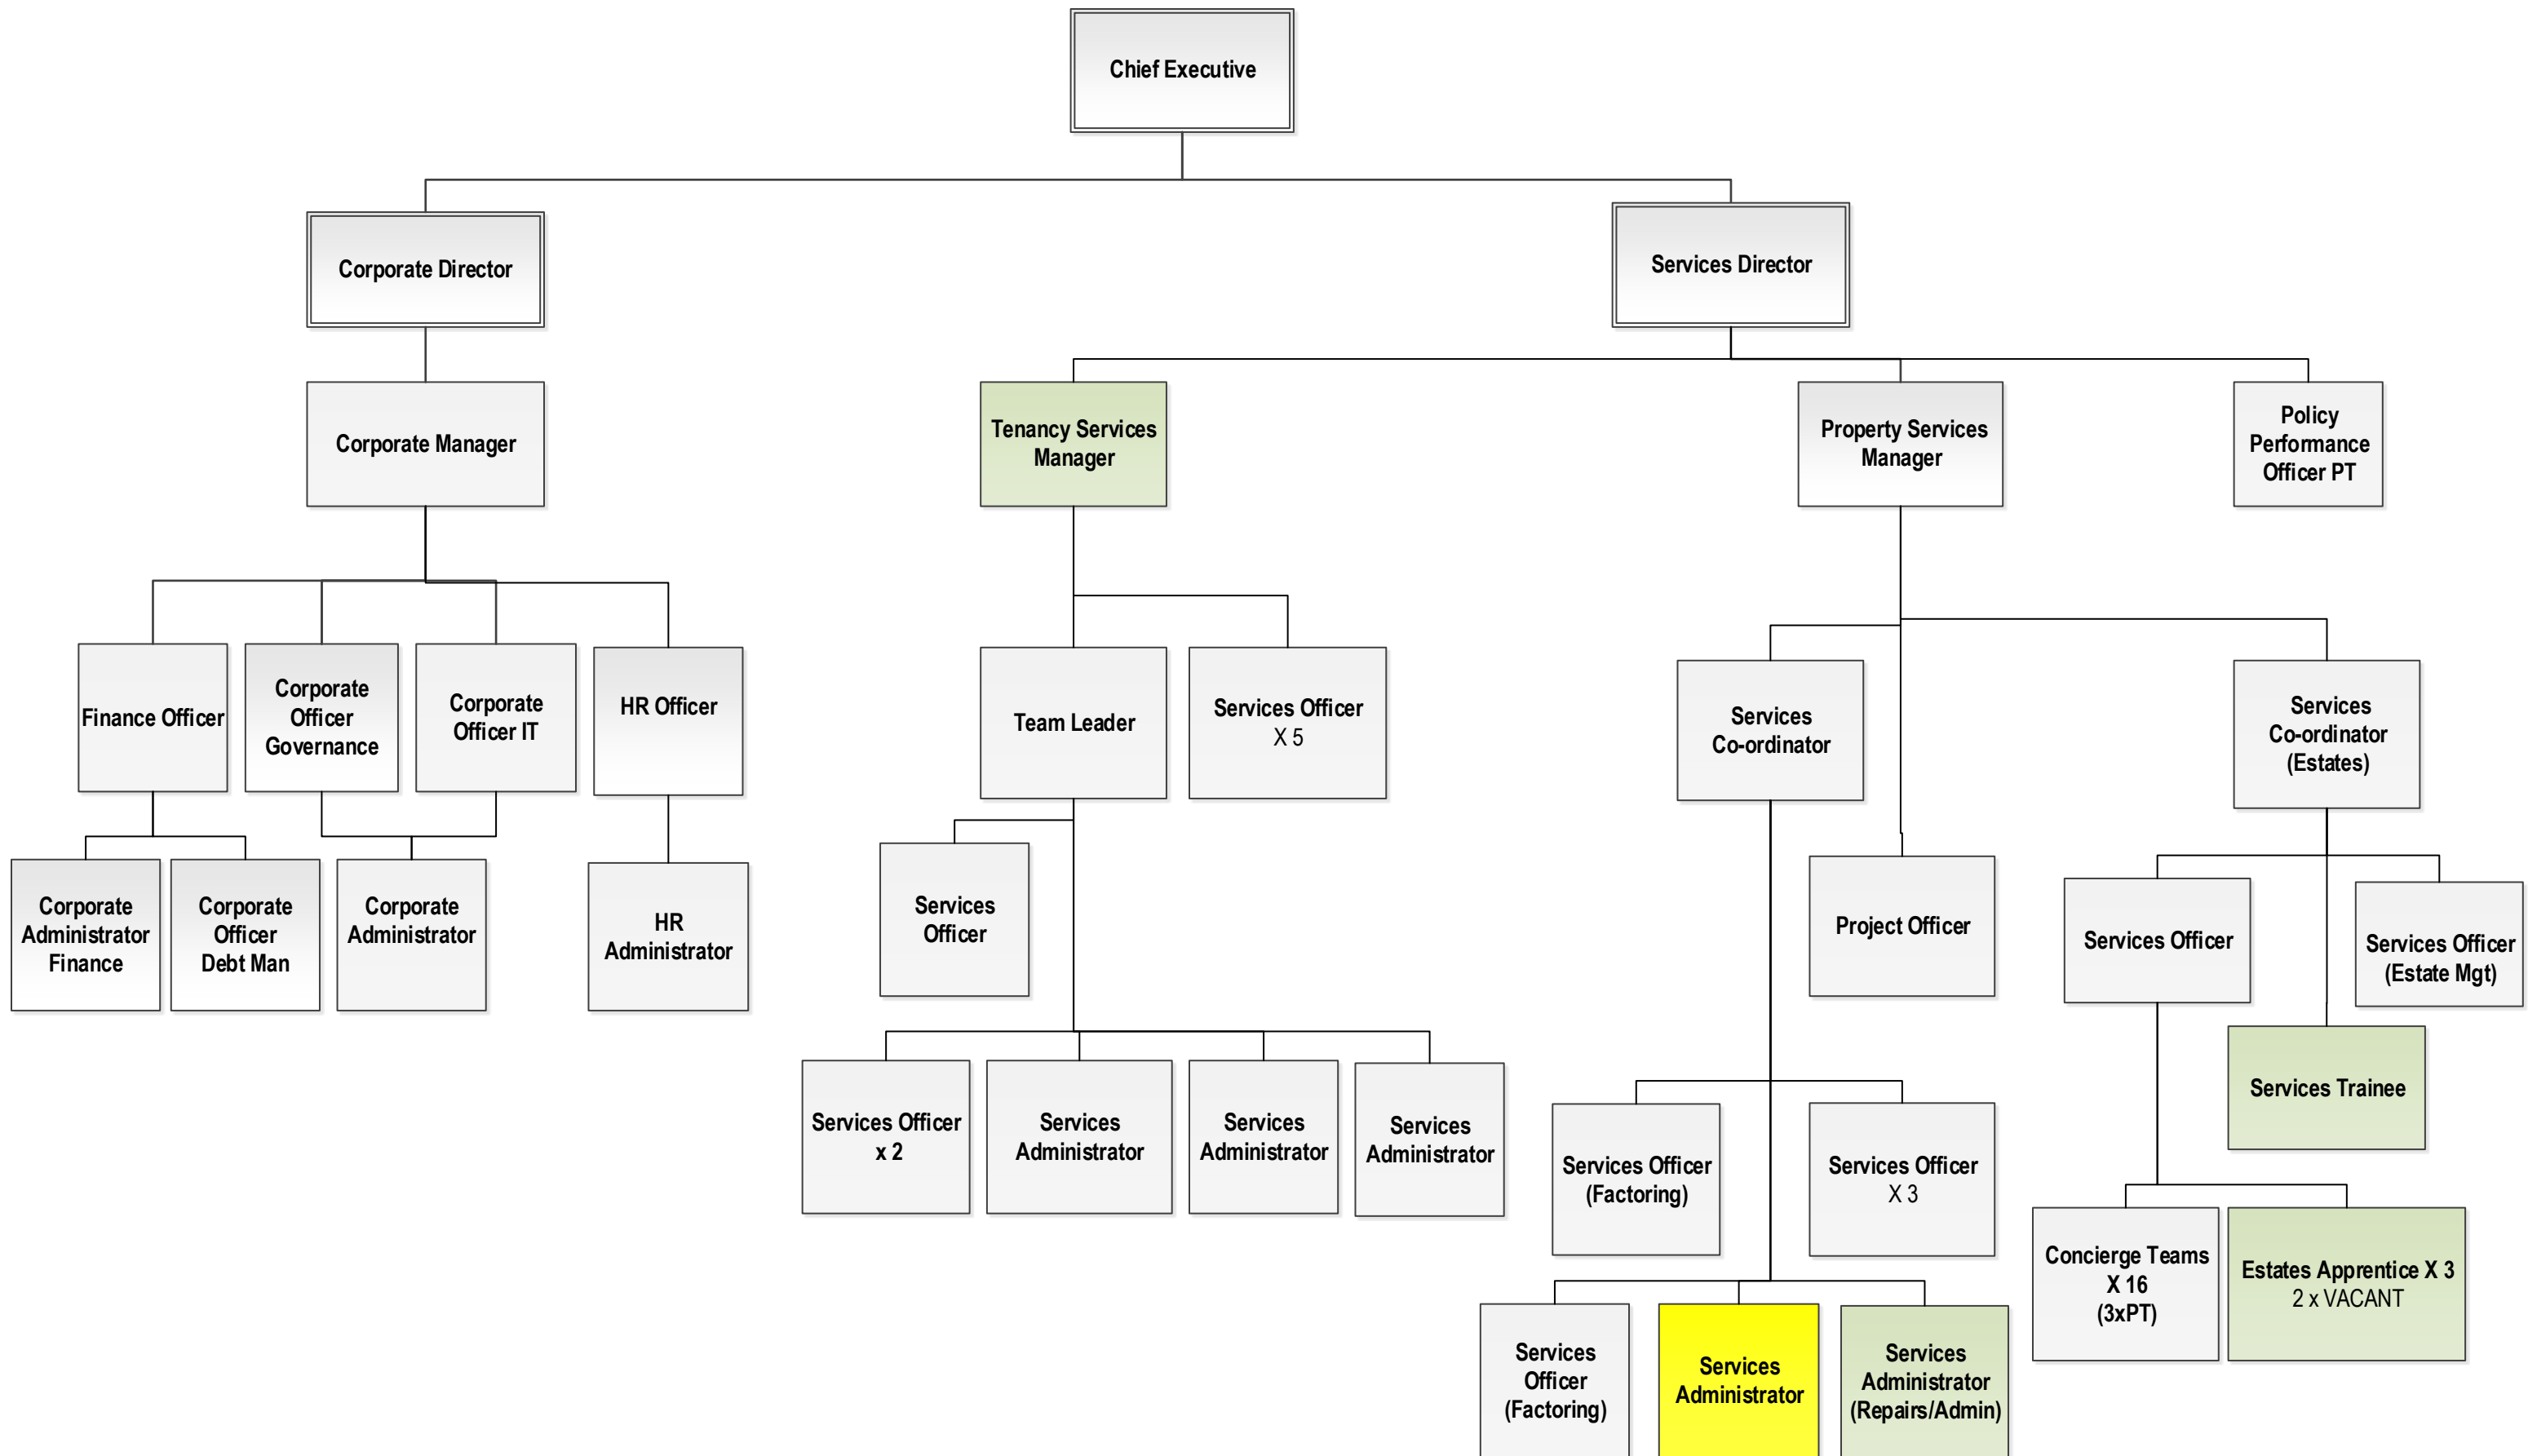 Chief Executive
Corporate Director
Services Director
Corporate Manager
Tenancy Services
Manager
Property Services
Manager
Policy
Performance
Officer PT
Finance Officer
Corporate
Officer
Governance
Corporate
Officer IT
HR Officer
Team Leader
Services Officer
X 5
Services
Co-ordinator
Services
Co-ordinator
(Estates)
Corporate
Administrator
Finance
Corporate
Officer
Debt Man
Corporate
Administrator
HR
Administrator
Services
Officer
Project Officer
Services Officer
Services Officer
(Estate Mgt)
Services Trainee
Services Officer
x 2
Services
Administrator
Services
Administrator
Services
Administrator
Services Officer
(Factoring)
Services Officer
X 3
Concierge Teams
X 16
(3xPT)
Estates Apprentice X 3
2 x VACANT
Services
Officer
(Factoring)
Services
Administrator
Services
Administrator
(Repairs/Admin)